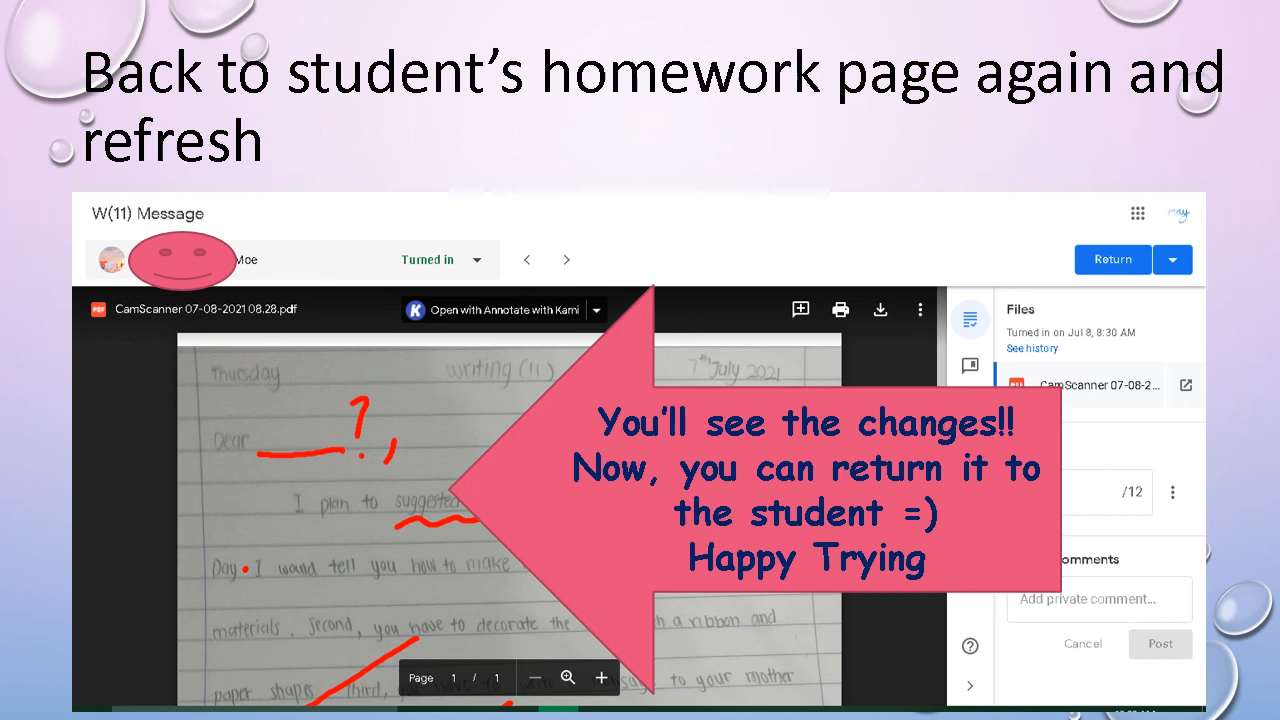 Back to student’s homework page again and
refresh
W(11) Message
Moe
Turned in
Return
CamScanner 07-08-2021 08.28.pdf
Open with Annotate with Kami
Files
Turned in on Jul 8, 8:30 AM
See history
CamScanner 07-08-2...
Thursday writing (11) 7th July 2021
Dear ?,
I plan to suggested
Day. I would tell you how to make
materials. Second, you have to decorate the a ribbon and
paper shapes Third, to your mother
You’ll see the changes!!
Now, you can return it to
the student =)
Happy Trying
/12
omments
Add private comment...
Cancel Post
Page 1 / 1